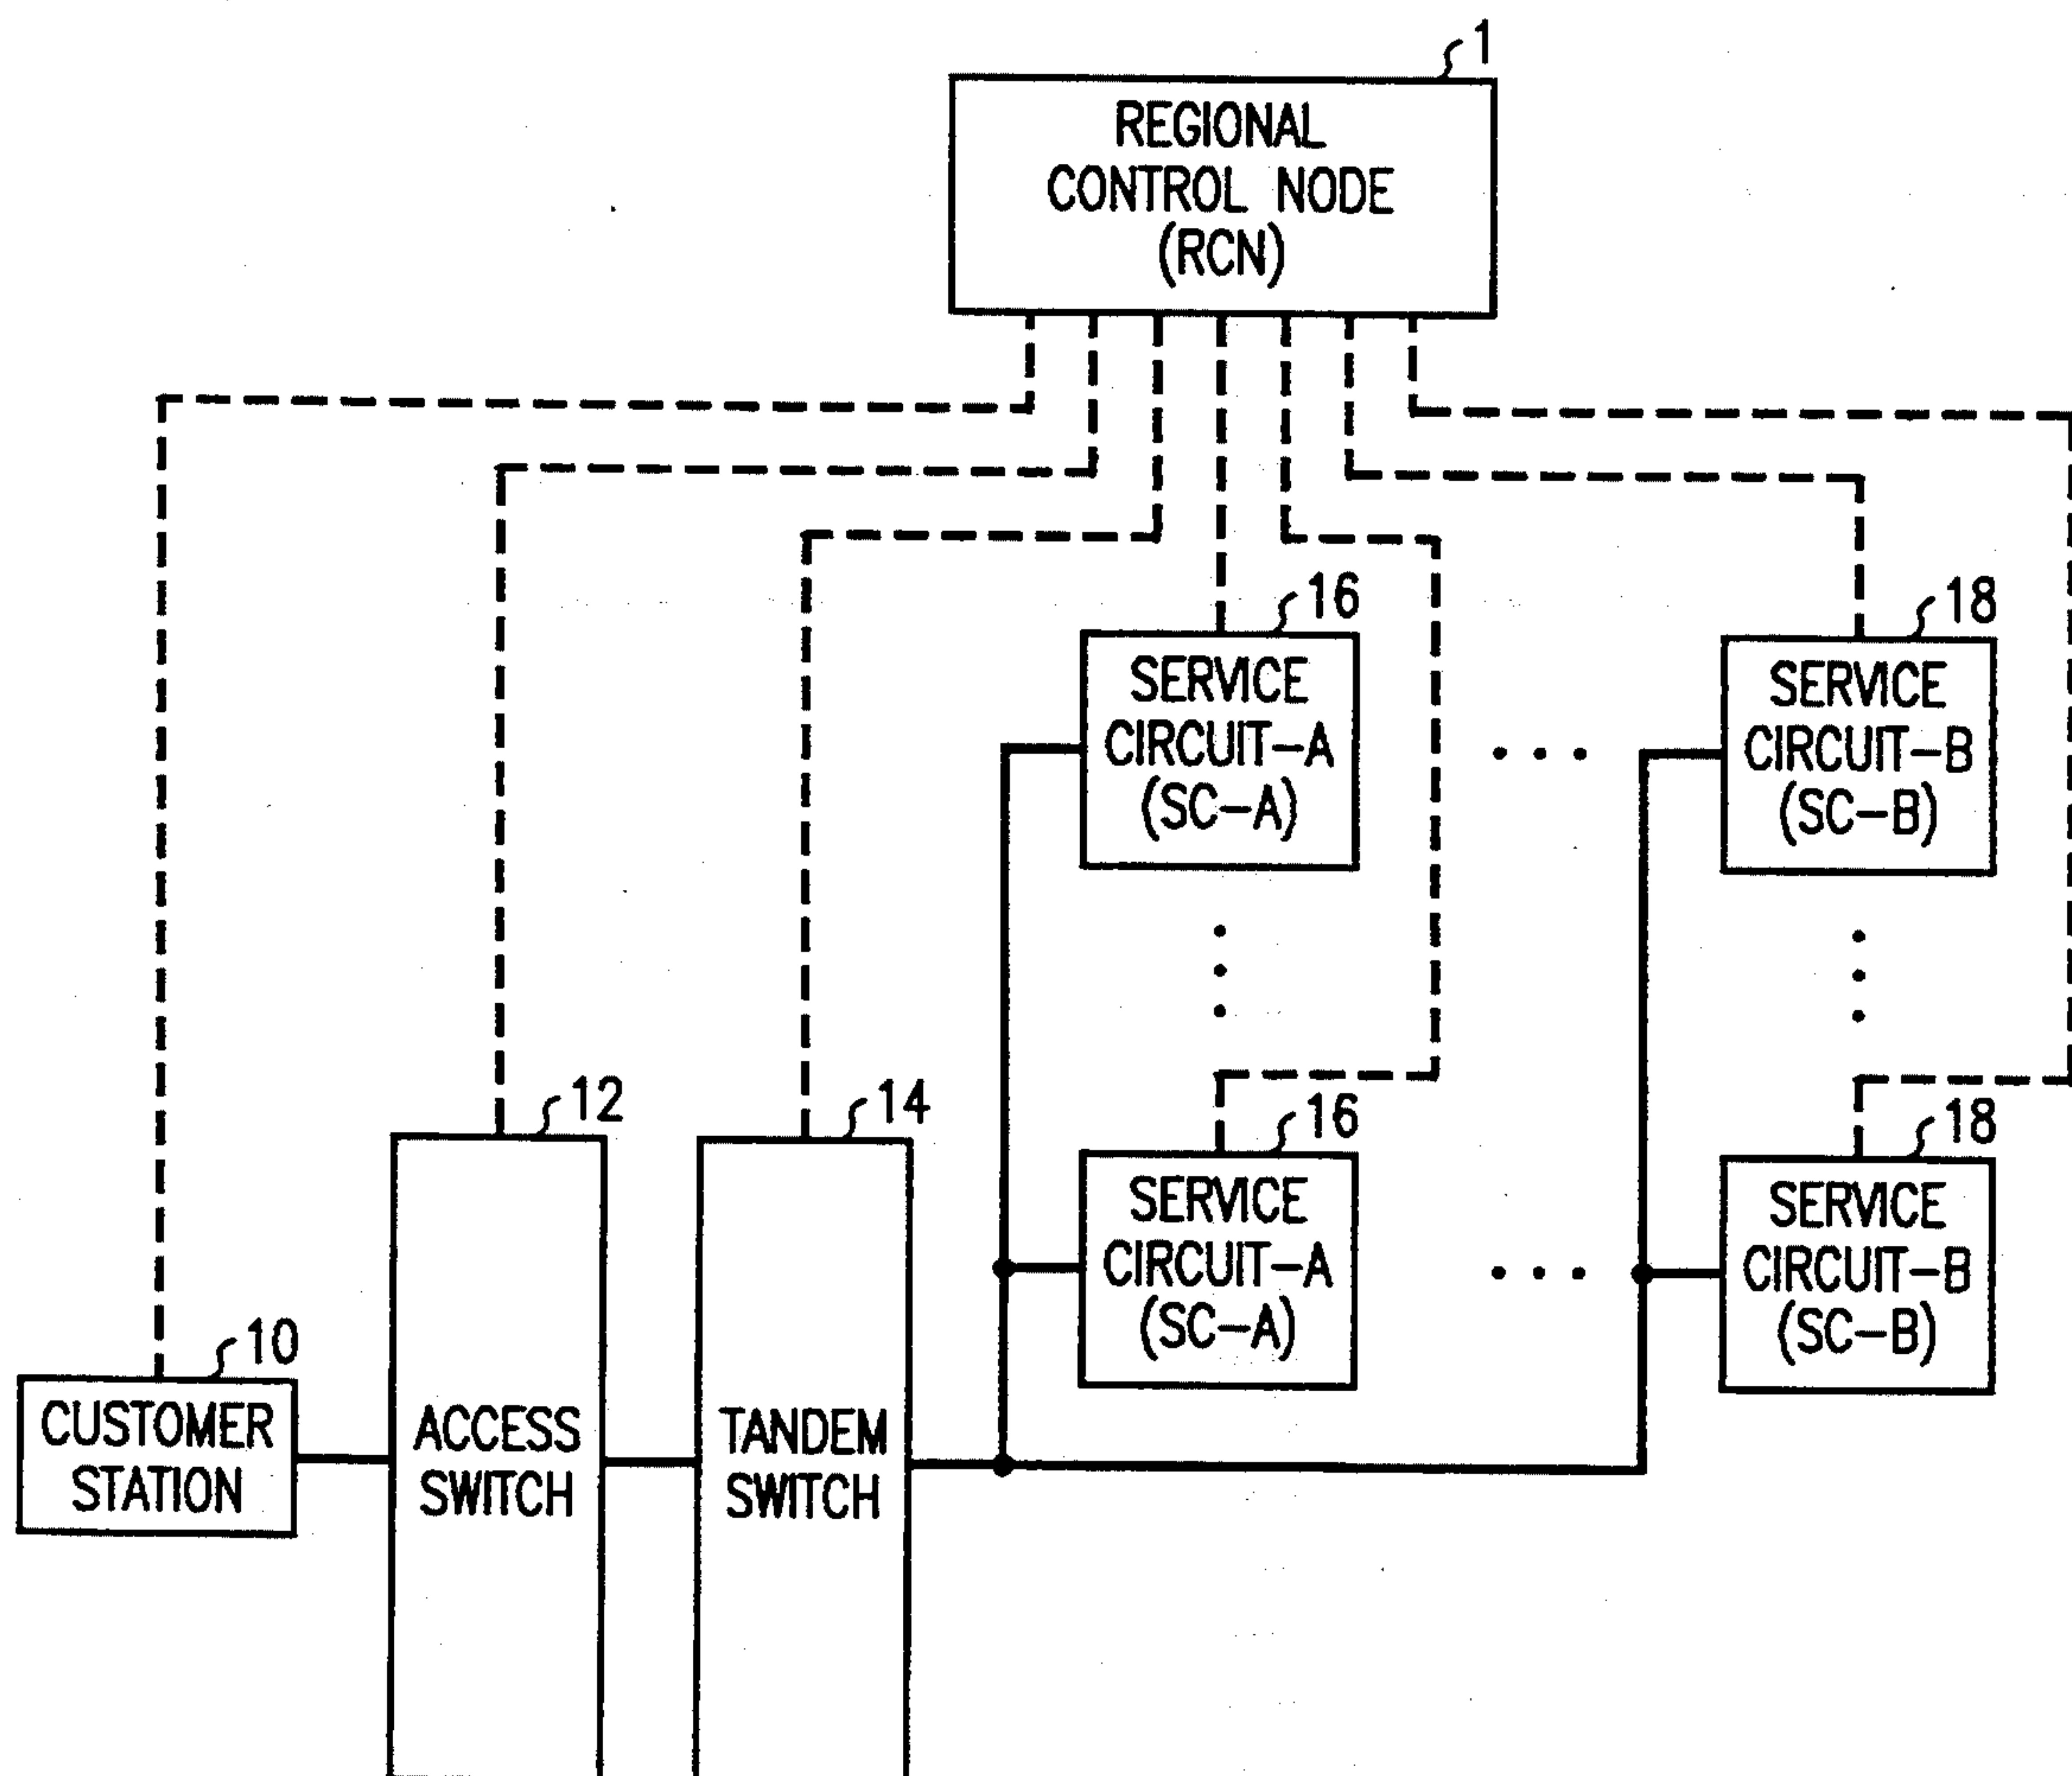 1
REGIONAL
CONTROL NODE
(RCN)
16
SERVICE
CIRCUIT-A
(SC-A)
18
SERVICE
CIRCUIT-B
(SC-B)
12
14
16
SERVICE
CIRCUIT-A
(SC-A)
18
SERVICE
CIRCUIT-B
(SC-B)
10
CUSTOMER
STATION
ACCESS
SWITCH
TANDEM
SWITCH